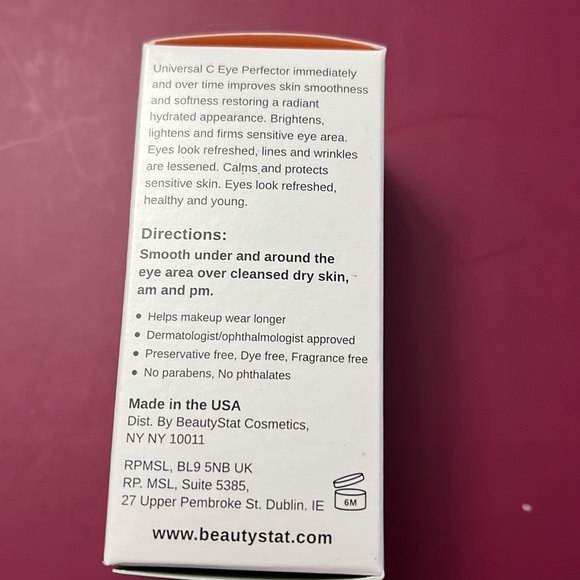 Universal C Eye Perfector immediately
and over time improves skin smoothness
and softness restoring a radiant
hydrated appearance. Brightens,
lightens and firms sensitive eye area.
Eyes look refreshed, lines and wrinkles
are lessened. Calms and protects
sensitive skin. Eyes look refreshed,
healthy and young.
Directions:
Smooth under and around the
eye area over cleansed dry skin,
am and pm.
• Helps makeup wear longer
• Dermatologist/ophthalmologist approved
• Preservative free, Dye free, Fragrance free
• No parabens, No phthalates
Made in the USA
Dist. By BeautyStat Cosmetics,
NY NY 10011
RPMSL, BL9 5NB UK
RP. MSL, Suite 5385,
27 Upper Pembroke St. Dublin. IE
6M
www.beautystat.com